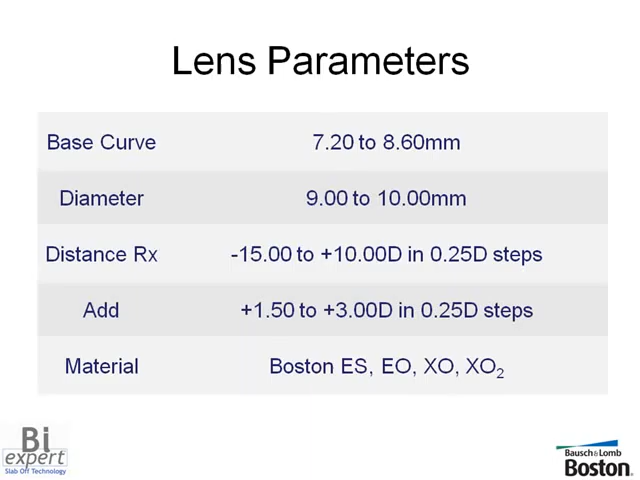 Lens Parameters
Base Curve 7.20 to 8.60mm
Diameter 9.00 to 10.00mm
Distance Rx -15.00 to +10.00D in 0.25D steps
Add +1.50 to +3.00D in 0.25D steps
Material Boston ES, EO, XO, XO₂
Bi
expert
Slab Off Technology
Bausch & Lomb
Boston.